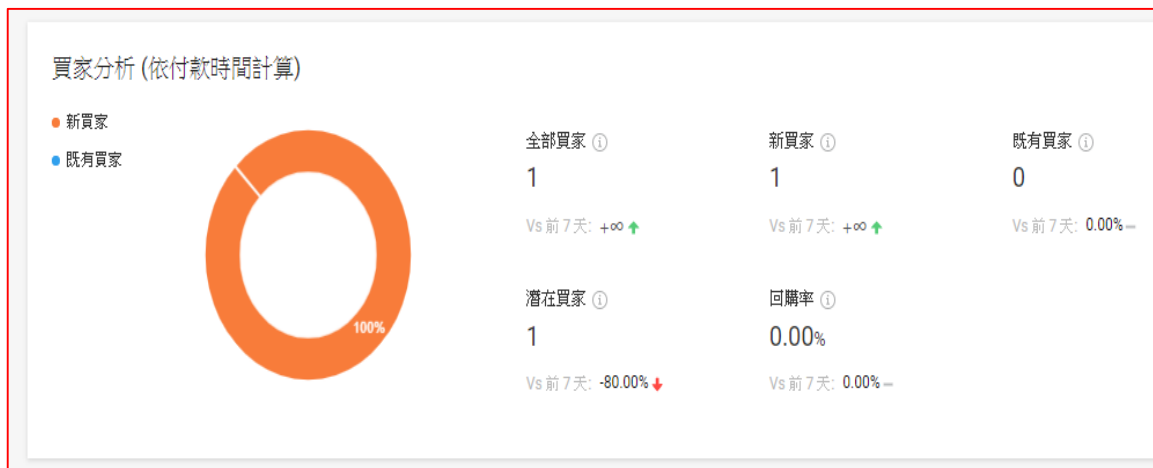 買家分析 (依付款時間計算)
新買家
既有買家
100%
全部買家
1
Vs 前 7 天: +∞
新買家
1
Vs 前 7 天: +∞
既有買家
0
Vs 前 7 天: 0.00% –
潛在買家
1
Vs 前 7 天: -80.00%
回購率
0.00%
Vs 前 7 天: 0.00% –